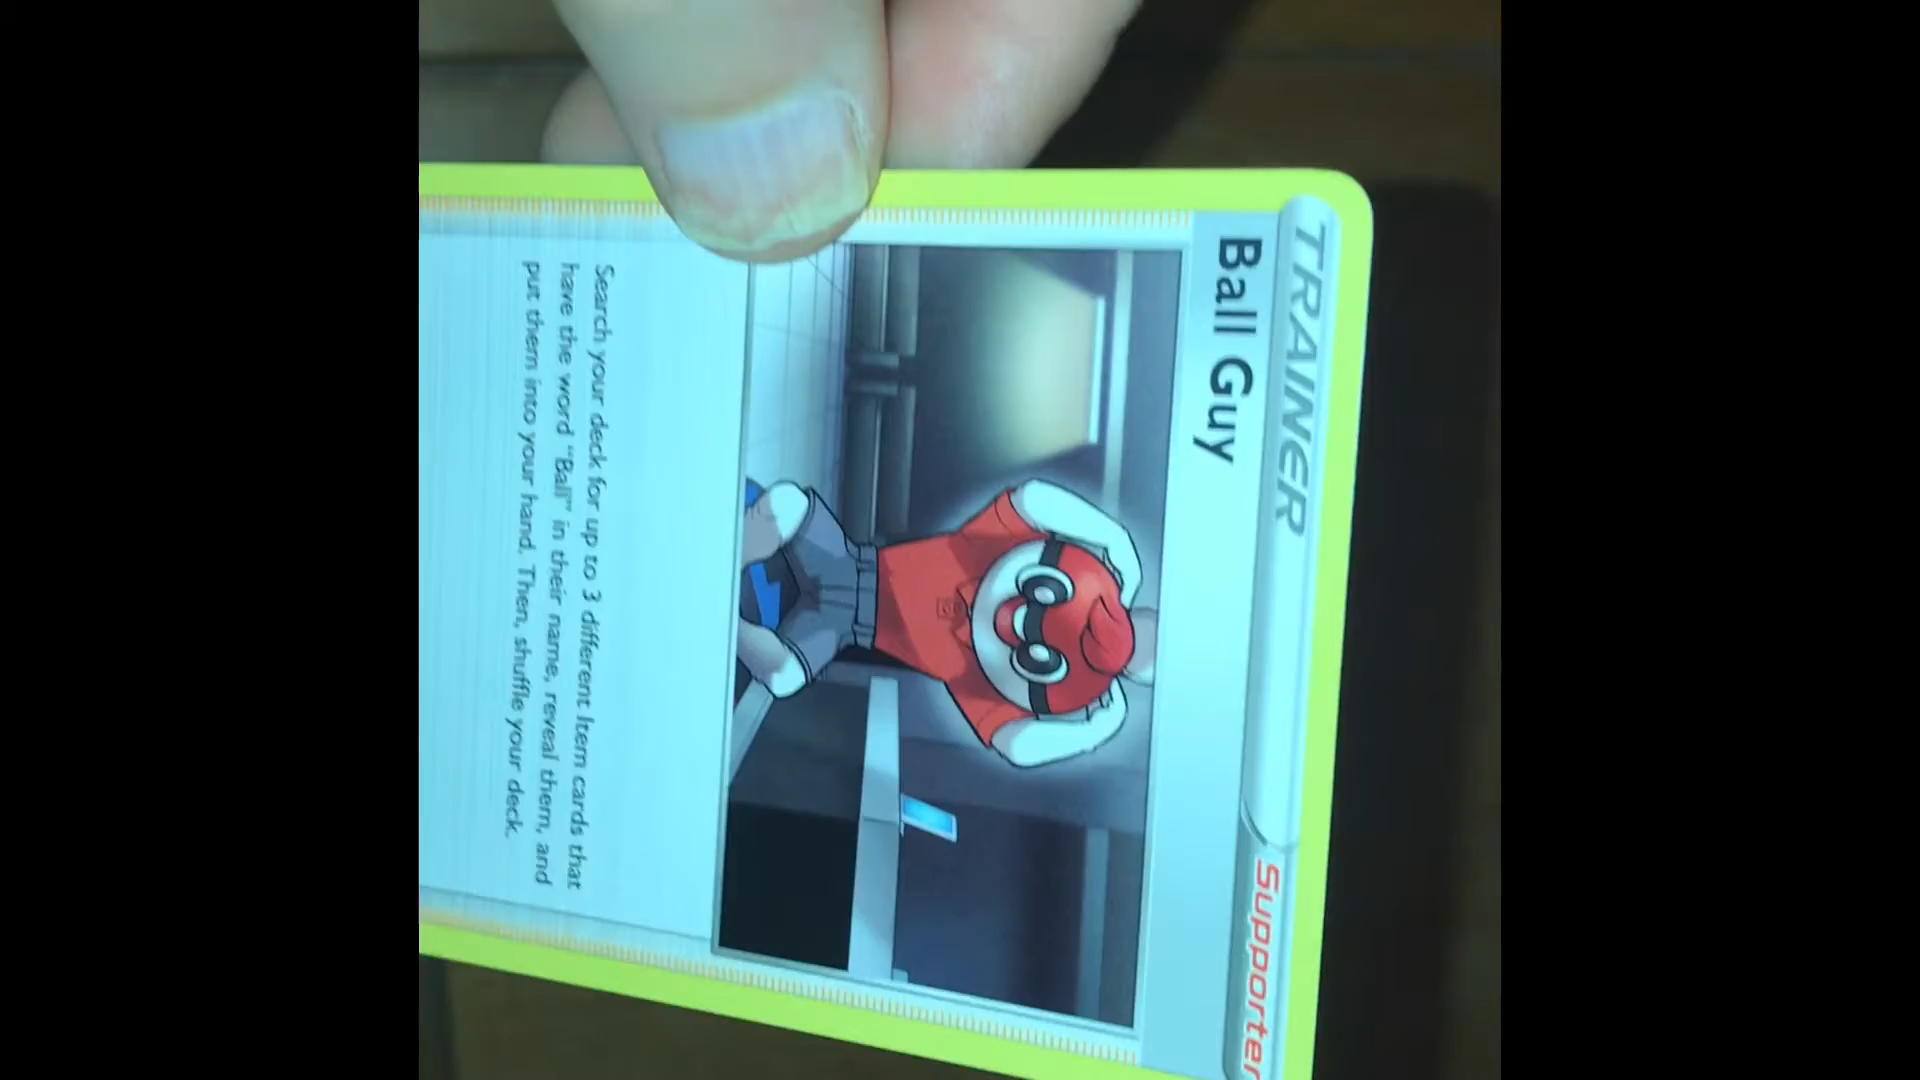 TRAINER
Supporter
Ball Guy
Search your deck for up to 3 different Item cards that
have the word "Ball" in their name, reveal them, and
put them into your hand. Then, shuffle your deck.